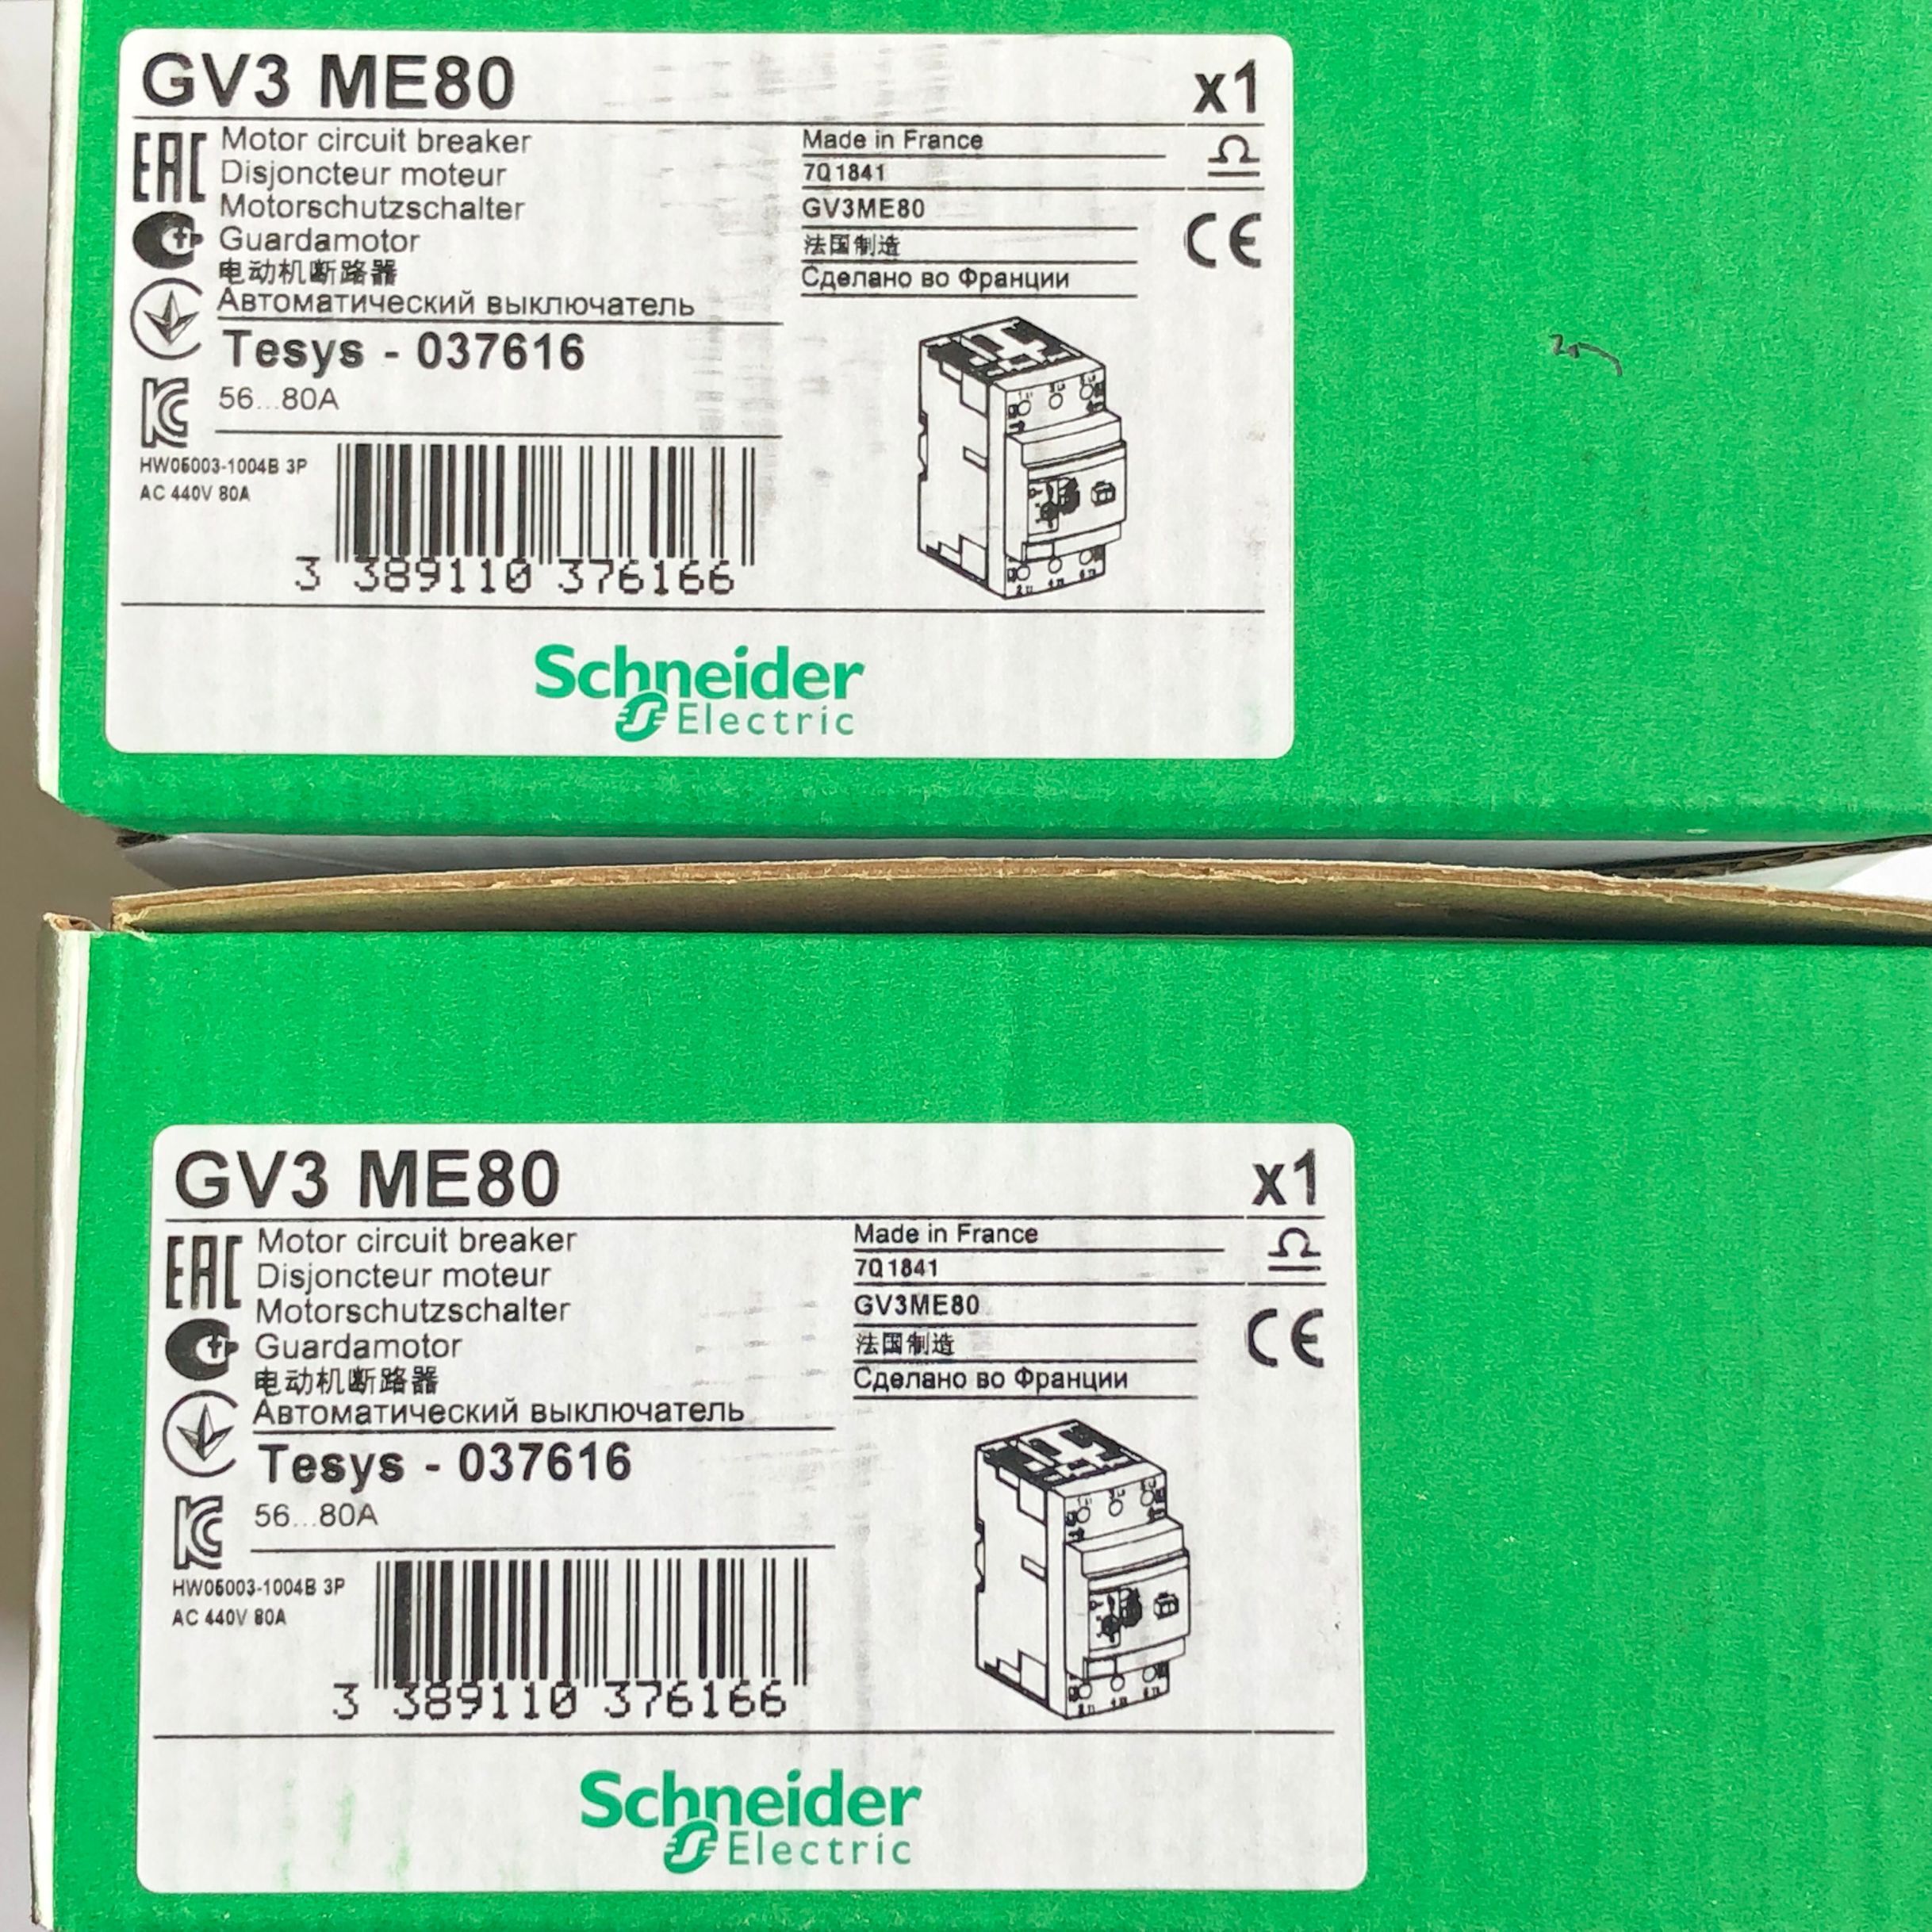 GV3 ME80
x1
EAC
Motor circuit breaker
Disjoncteur moteur
Motorschutzschalter
Guardamotor
电动机断路器
Автоматический выключатель
Made in France
7Q1841
GV3ME80
法国制造
Сделано во Франции
CE
Tesys - 037616
56...80A
HW05003-1004B 3P
AC 440V 80A
3 389110 376166
Schneider
Electric
GV3 ME80
x1
EAC
Motor circuit breaker
Disjoncteur moteur
Motorschutzschalter
Guardamotor
电动机断路器
Автоматический выключатель
Made in France
7Q1841
GV3ME80
法国制造
Сделано во Франции
CE
Tesys - 037616
56...80A
HW05003-1004B 3P
AC 440V 80A
3 389110 376166
Schneider
Electric